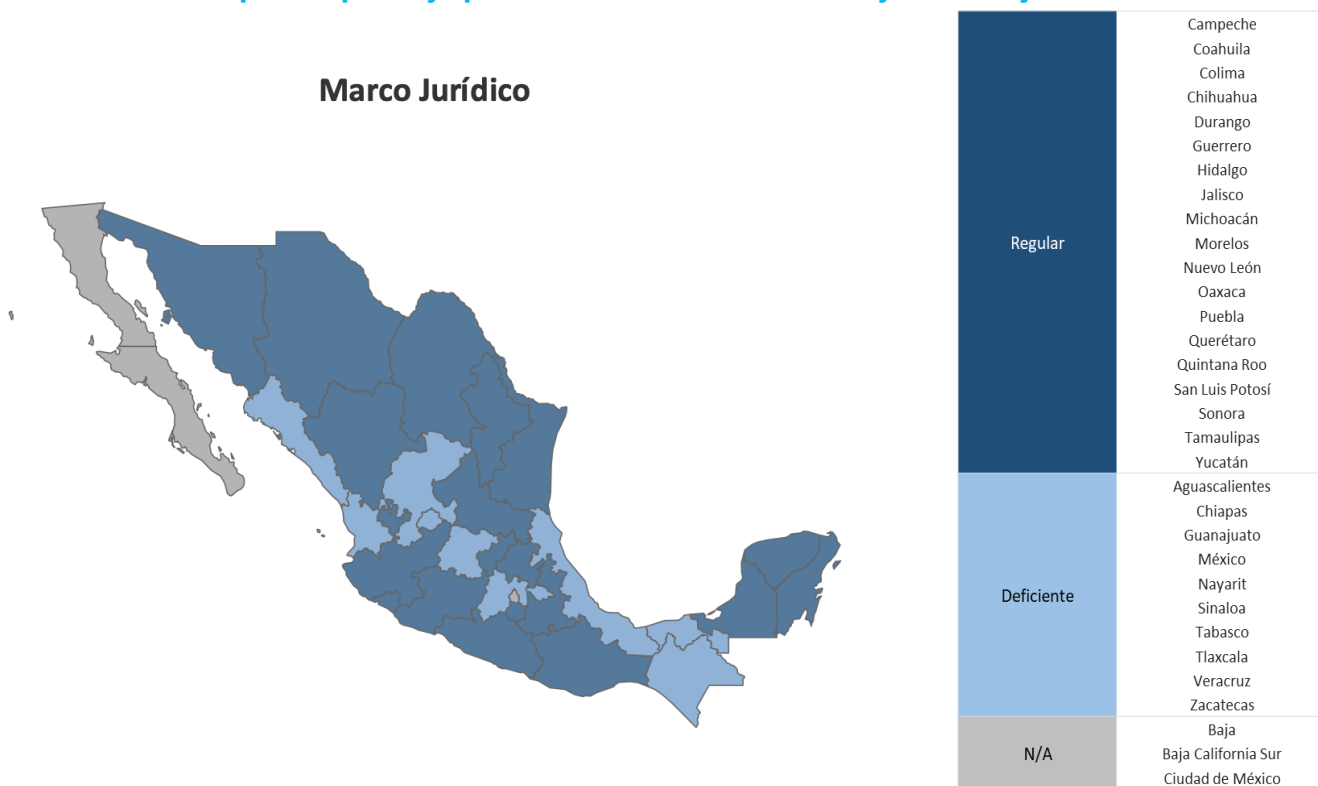 Marco Jurídico
Regular
Campeche
Coahuila
Colima
Chihuahua
Durango
Guerrero
Hidalgo
Jalisco
Michoacán
Morelos
Nuevo León
Oaxaca
Puebla
Querétaro
Quintana Roo
San Luis Potosí
Sonora
Tamaulipas
Yucatán
Deficiente
Aguascalientes
Chiapas
Guanajuato
México
Nayarit
Sinaloa
Tabasco
Tlaxcala
Veracruz
Zacatecas
N/A
Baja
Baja California Sur
Ciudad de México